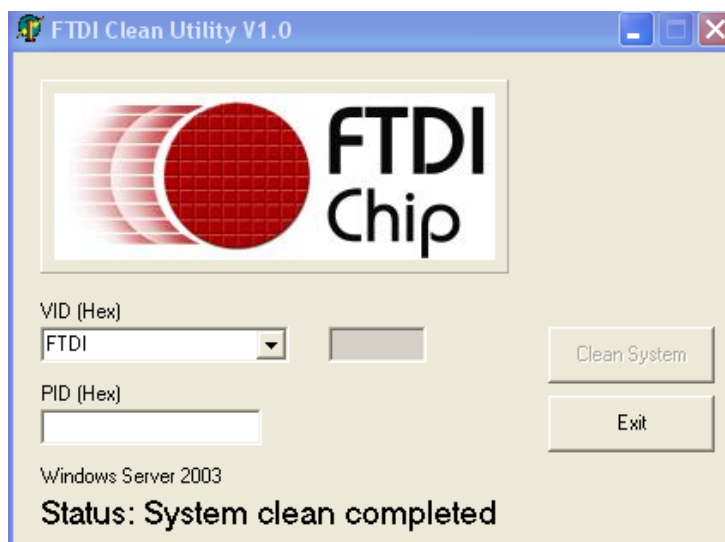 FTDI Clean Utility V1.0
FTDI
Chip
VID (Hex)
FTDI
Clean System
PID (Hex)
Exit
Windows Server 2003
Status: System clean completed